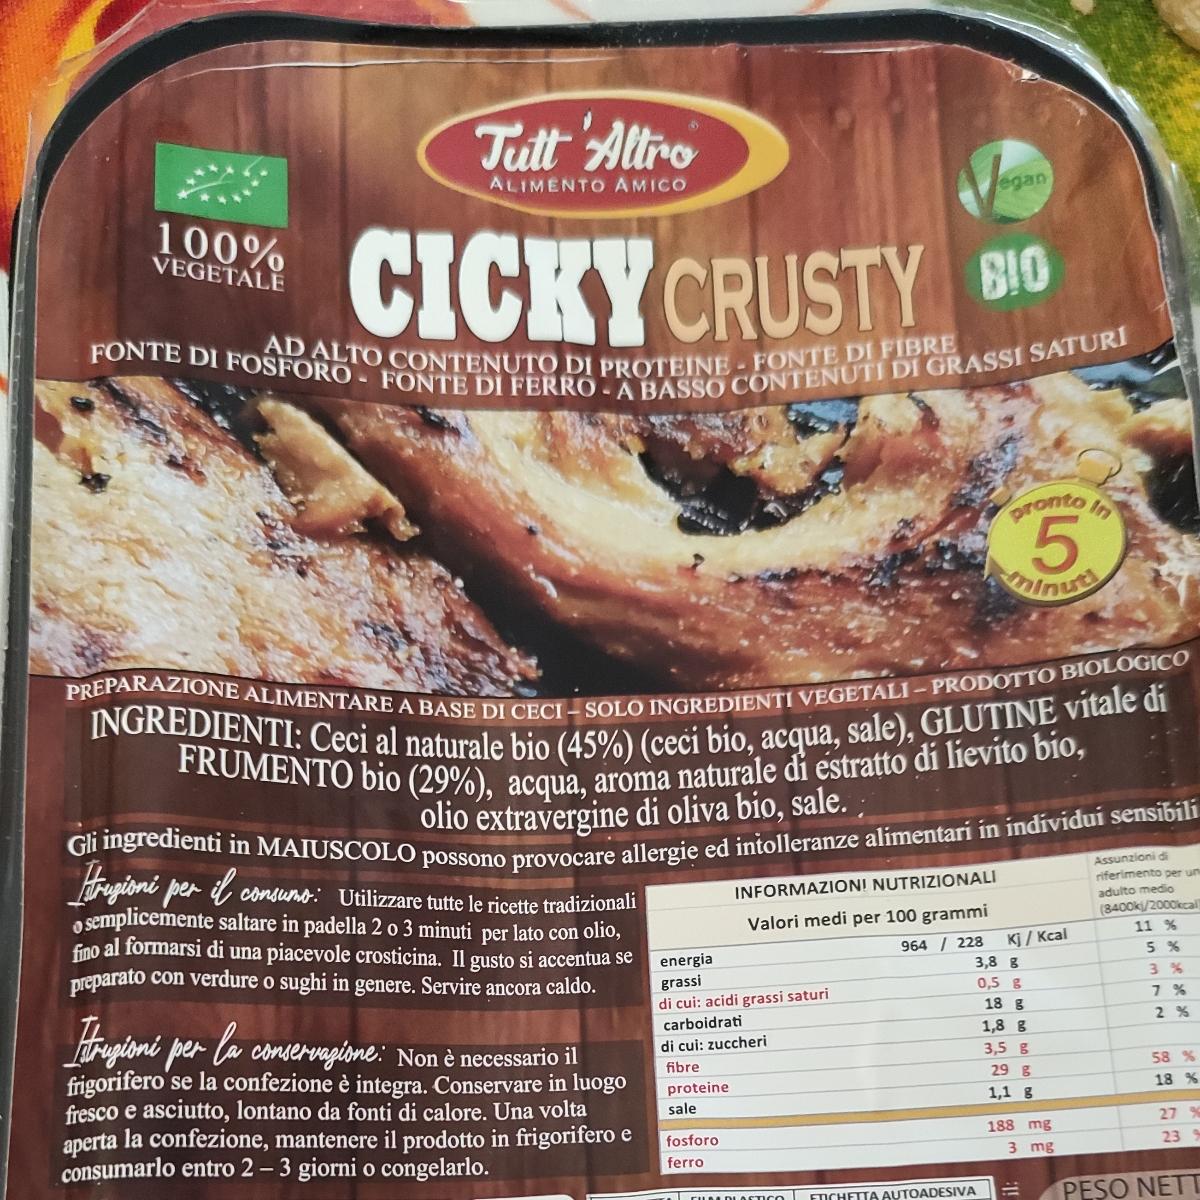 Tutt'Altro
ALIMENTO AMICO
100%
VEGETALE
Vegan
BIO
CICKY CRUSTY
AD ALTO CONTENUTO DI PROTEINE - FONTE DI FIBRE
FONTE DI FOSFORO - FONTE DI FERRO - A BASSO CONTENUTI DI GRASSI SATURI
pronto in
5
minuti
PREPARAZIONE ALIMENTARE A BASE DI CECI – SOLO INGREDIENTI VEGETALI – PRODOTTO BIOLOGICO
INGREDIENTI: Ceci al naturale bio (45%) (ceci bio, acqua, sale), GLUTINE vitale di
FRUMENTO bio (29%), acqua, aroma naturale di estratto di lievito bio,
olio extravergine di oliva bio, sale.
Gli ingredienti in MAIUSCOLO possono provocare allergie ed intolleranze alimentari in individui sensibili
Istruzioni per il consumo: Utilizzare tutte le ricette tradizionali
o semplicemente saltare in padella 2 o 3 minuti per lato con olio,
fino al formarsi di una piacevole crosticina. Il gusto si accentua se
preparato con verdure o sughi in genere. Servire ancora caldo.
Istruzioni per la conservazione: Non è necessario il
frigorifero se la confezione è integra. Conservare in luogo
fresco e asciutto, lontano da fonti di calore. Una volta
aperta la confezione, mantenere il prodotto in frigorifero e
consumarlo entro 2 – 3 giorni o congelarlo.
INFORMAZIONI NUTRIZIONALI
Valori medi per 100 grammi
Assunzioni di
riferimento per un
adulto medio
(8400kj/2000kcal
energia 964 / 228 Kj / Kcal 11 %
grassi 3,8 g 5 %
di cui: acidi grassi saturi 0,5 g 3 %
carboidrati 18 g 7 %
di cui: zuccheri 1,8 g 2 %
fibre 3,5 g
proteine 29 g 58 %
sale 1,1 g 18 %
fosforo 188 mg 27 %
ferro 3 mg 23 %
FILM PLASTICO ETICHETTA AUTOADESIVA
PESO NETT